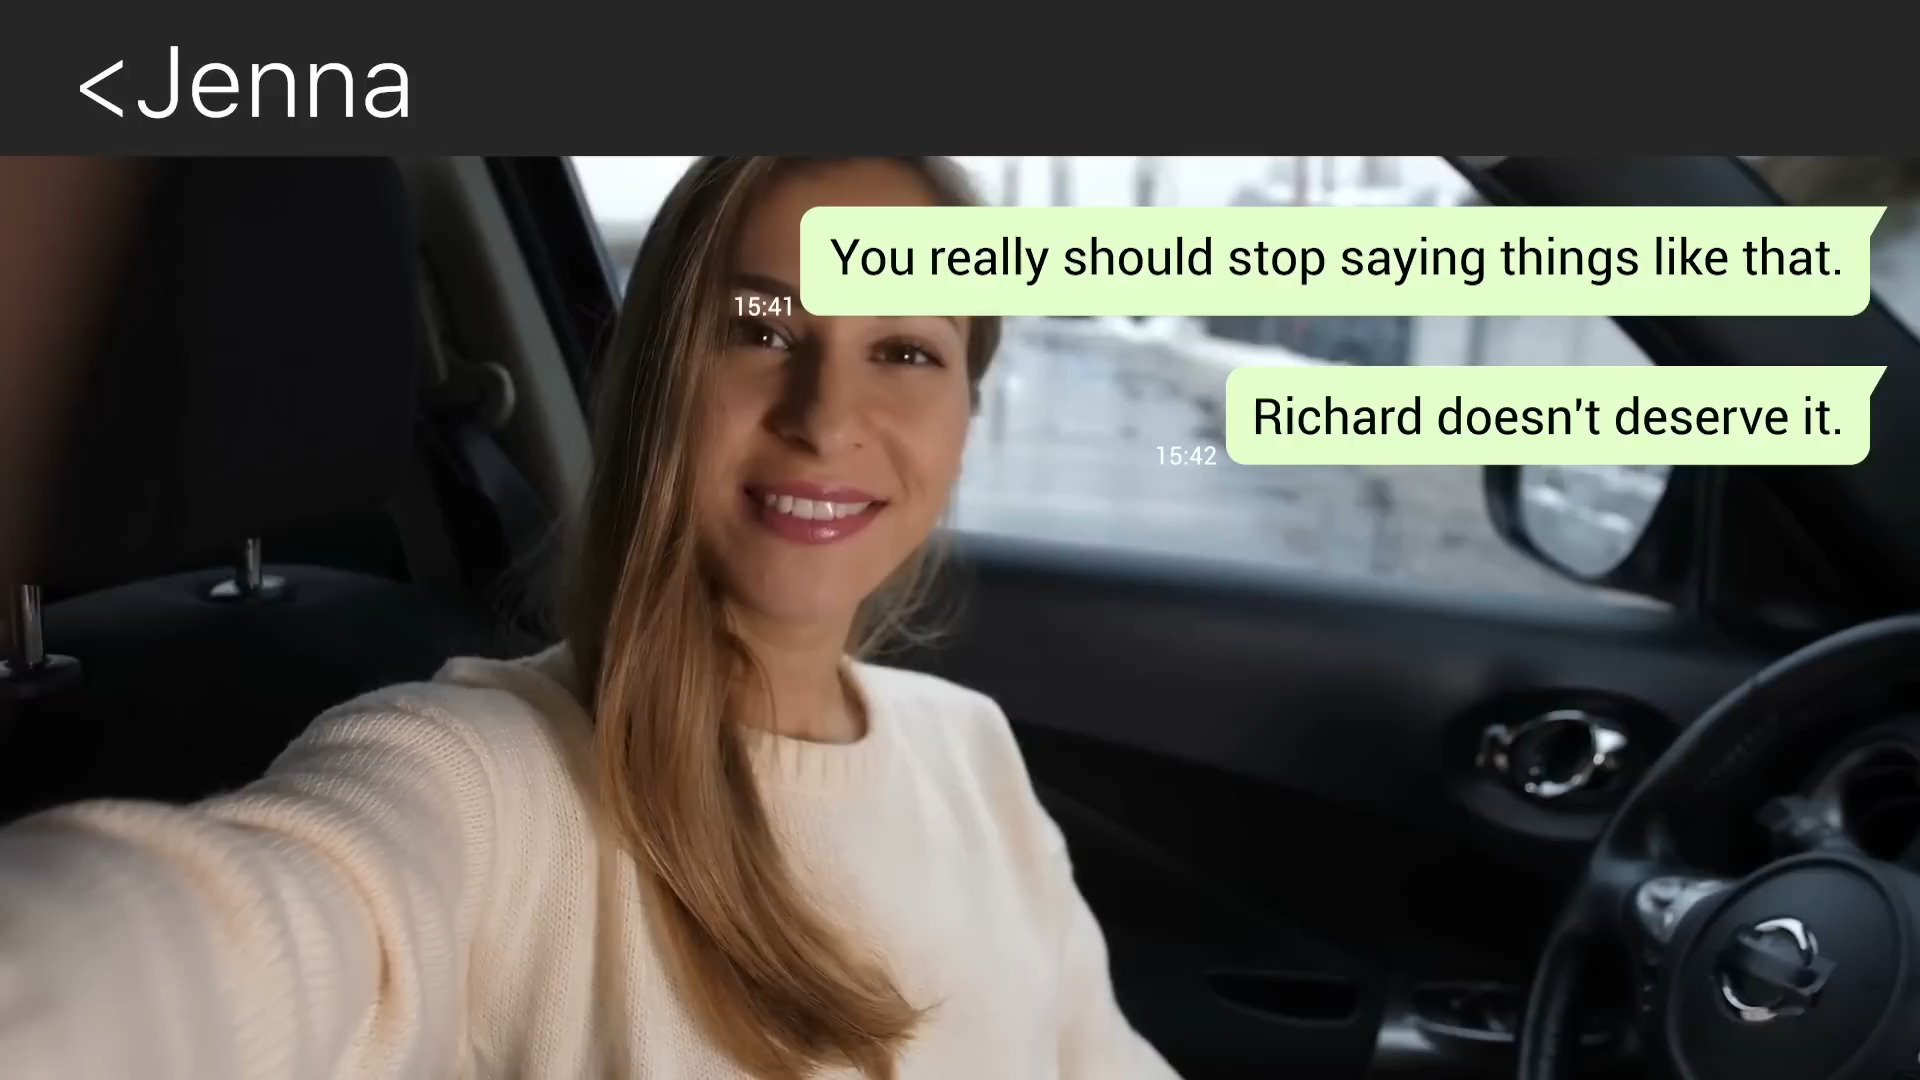 <Jenna
You really should stop saying things like that.
15:41
Richard doesn't deserve it.
15:42